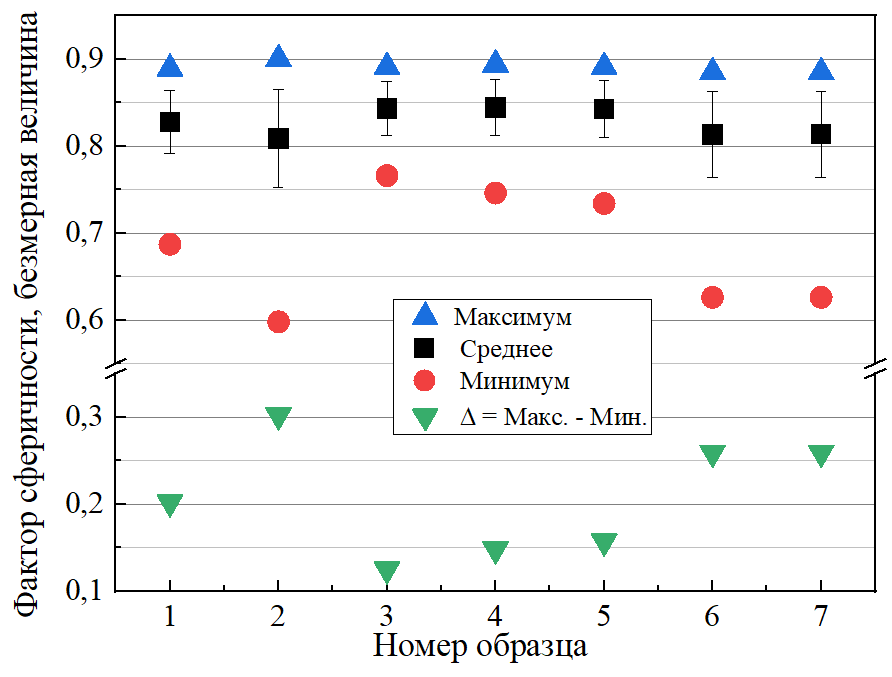 Фактор сферичности, безмерная величина
0,9
0,8
0,7
0,6
0,3
0,2
0,1
Максимум
Среднее
Минимум
Δ = Макс. - Мин.
1 2 3 4 5 6 7
Номер образца